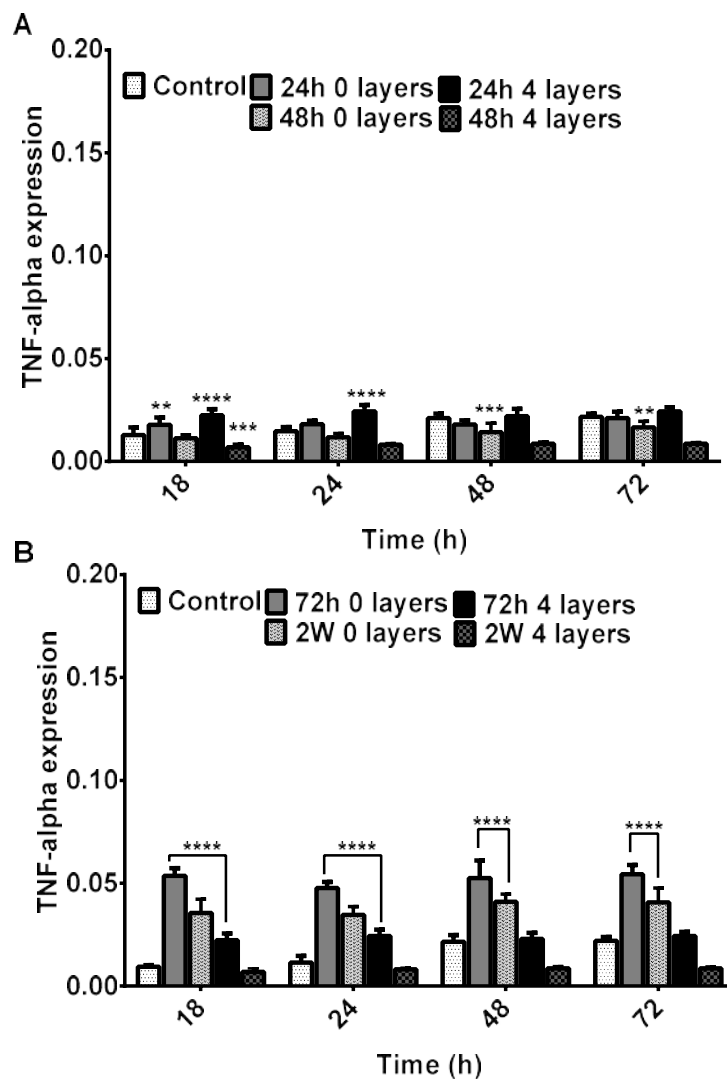 A
0.20
Control 24h 0 layers 24h 4 layers
48h 0 layers 48h 4 layers
0.15
TNF-alpha expression
0.10
0.05
** **** *** **** *** **
0.00
18 24 48 72
Time (h)
B
0.20
Control 72h 0 layers 72h 4 layers
2W 0 layers 2W 4 layers
0.15
TNF-alpha expression
0.10
**** **** **** ****
0.05
0.00
18 24 48 72
Time (h)